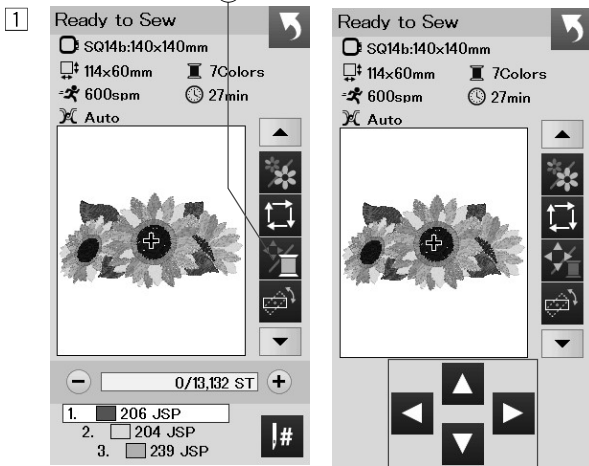 1
Ready to Sew
SQ14b:140x140mm
114x60mm 7Colors
600spm 27min
Auto
0/13,132 ST
1. 206 JSP
2. 204 JSP
3. 239 JSP
#
Ready to Sew
SQ14b:140x140mm
114x60mm 7Colors
600spm 27min
Auto